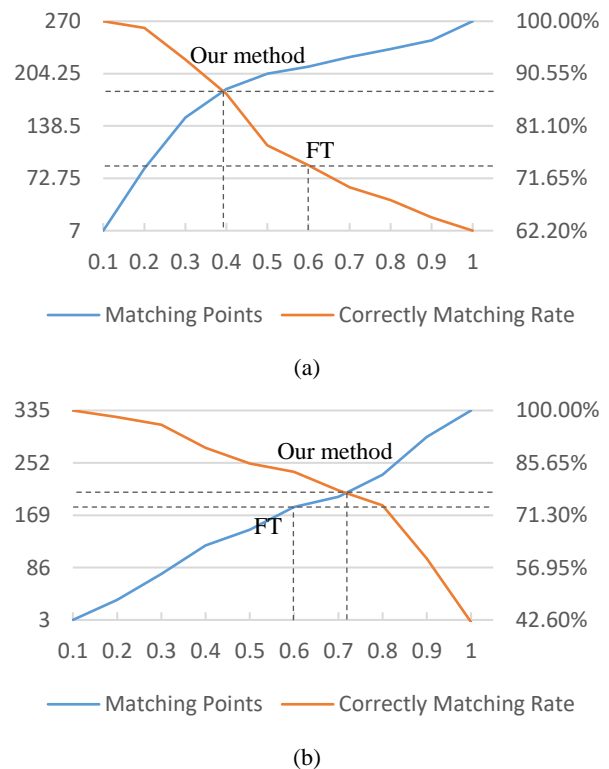 270 100.00%
Our method
204.25 90.55%
138.5 81.10%
FT
72.75 71.65%
7 62.20%
0.1 0.2 0.3 0.4 0.5 0.6 0.7 0.8 0.9 1
Matching Points Correctly Matching Rate
(a)
335 100.00%
Our method
252 85.65%
169 71.30%
FT
86 56.95%
3 42.60%
0.1 0.2 0.3 0.4 0.5 0.6 0.7 0.8 0.9 1
Matching Points Correctly Matching Rate
(b)